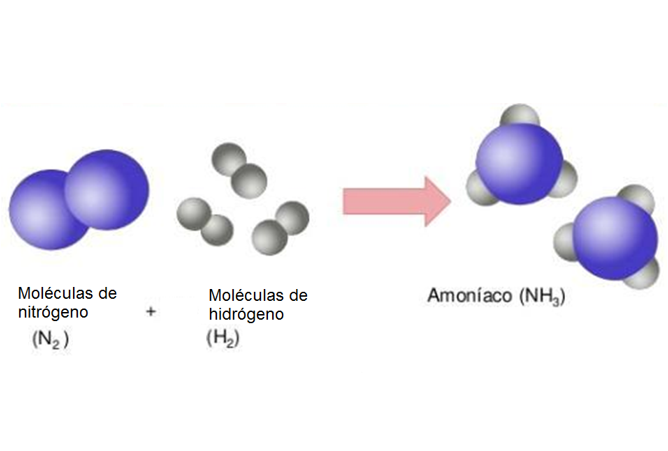 Moléculas de
nitrógeno
(N₂)
+
Moléculas de
hidrógeno
(H₂)
Amoníaco (NH₃)